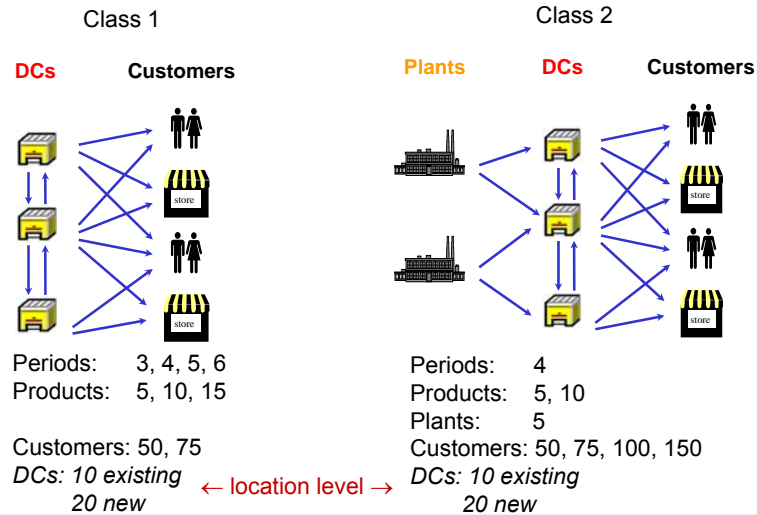 Class 1
DCs Customers
store
store
Periods: 3, 4, 5, 6
Products: 5, 10, 15
Customers: 50, 75
DCs: 10 existing
20 new
← location level →
Class 2
Plants DCs Customers
store
store
Periods: 4
Products: 5, 10
Plants: 5
Customers: 50, 75, 100, 150
DCs: 10 existing
20 new